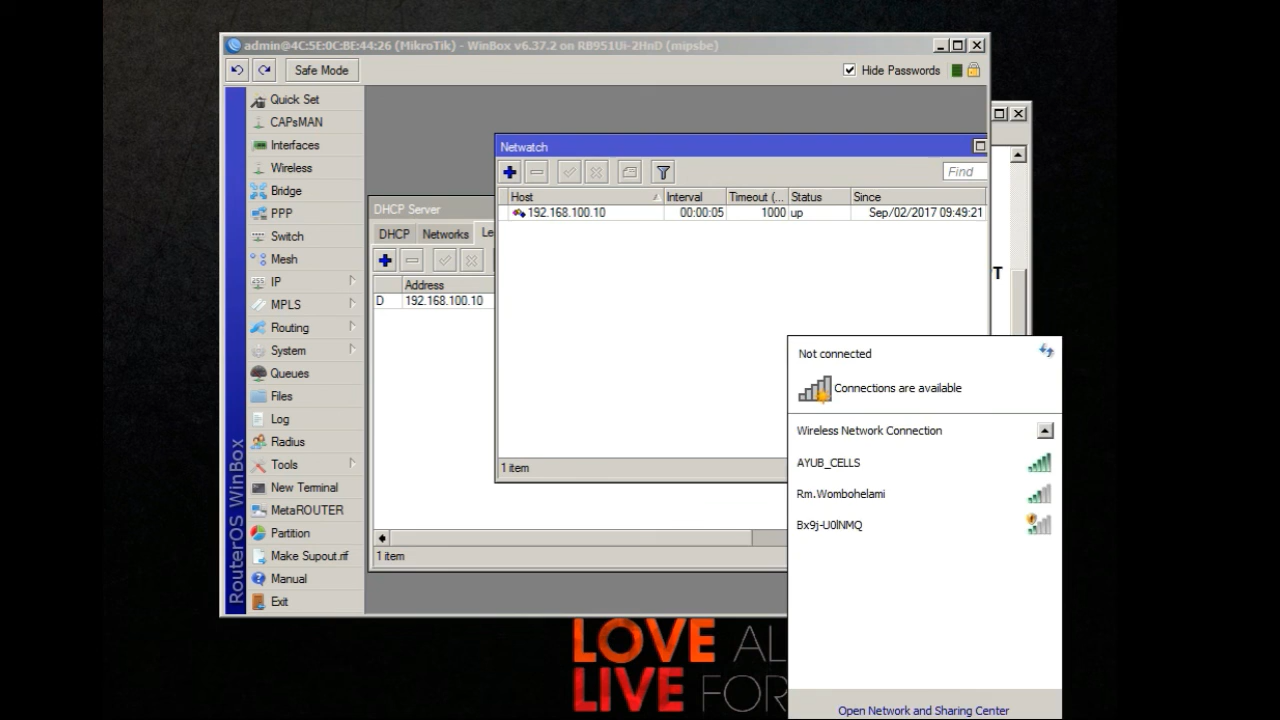 admin@4C:5E:0C:BE:44:26 (MikroTik) - WinBox v6.37.2 on RB951Ui-2HnD (mipsbe)
Safe Mode
Hide Passwords
Quick Set
CAPsMAN
Interfaces
Wireless
Bridge
PPP
Switch
Mesh
IP
MPLS
Routing
System
Queues
Files
Log
Radius
Tools
New Terminal
MetaROUTER
Partition
Make Supout.rif
Manual
Exit
RouterOS WinBox
DHCP Server
DHCP Networks Le
Address
D 192.168.100.10
1 item
Netwatch
Find
Host Interval Timeout (... Status Since
192.168.100.10 00:00:05 1000 up Sep/02/2017 09:49:21
1 item
T
Not connected
Connections are available
Wireless Network Connection
AYUB_CELLS
Rm.Wombohelami
Open Network and Sharing Center
LOVE AL
LIVE FOR